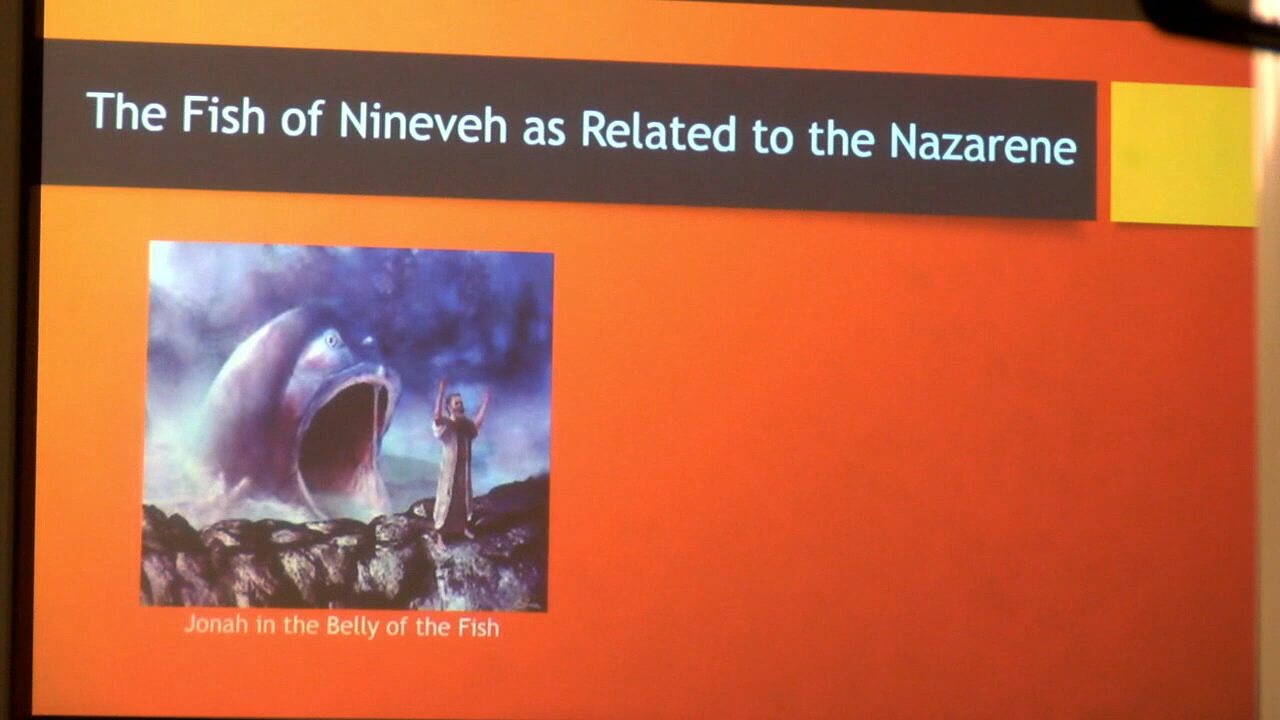 The Fish of Nineveh as Related to the Nazarene
Jonah in the Belly of the Fish